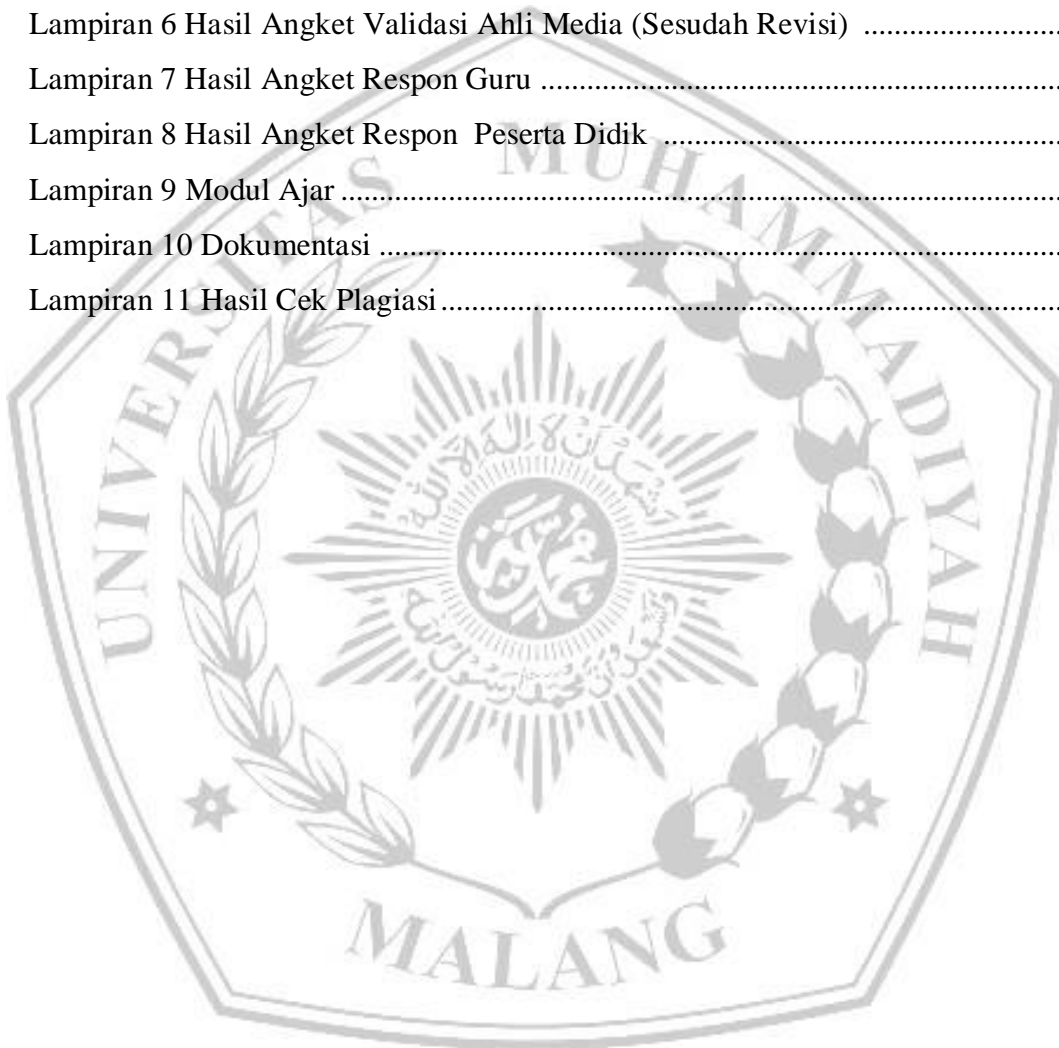 Lampiran 6 Hasil Angket Validasi Ahli Media (Sesudah Revisi) ............................
Lampiran 7 Hasil Angket Respon Guru ............................................................................
Lampiran 8 Hasil Angket Respon Peserta Didik ..........................................................
Lampiran 9 Modul Ajar ..........................................................................................................
Lampiran 10 Dokumentasi ....................................................................................................
Lampiran 11 Hasil Cek Plagiasi ............................................................................................
UNIVERSITAS MUHAMMADIYAH
MALANG